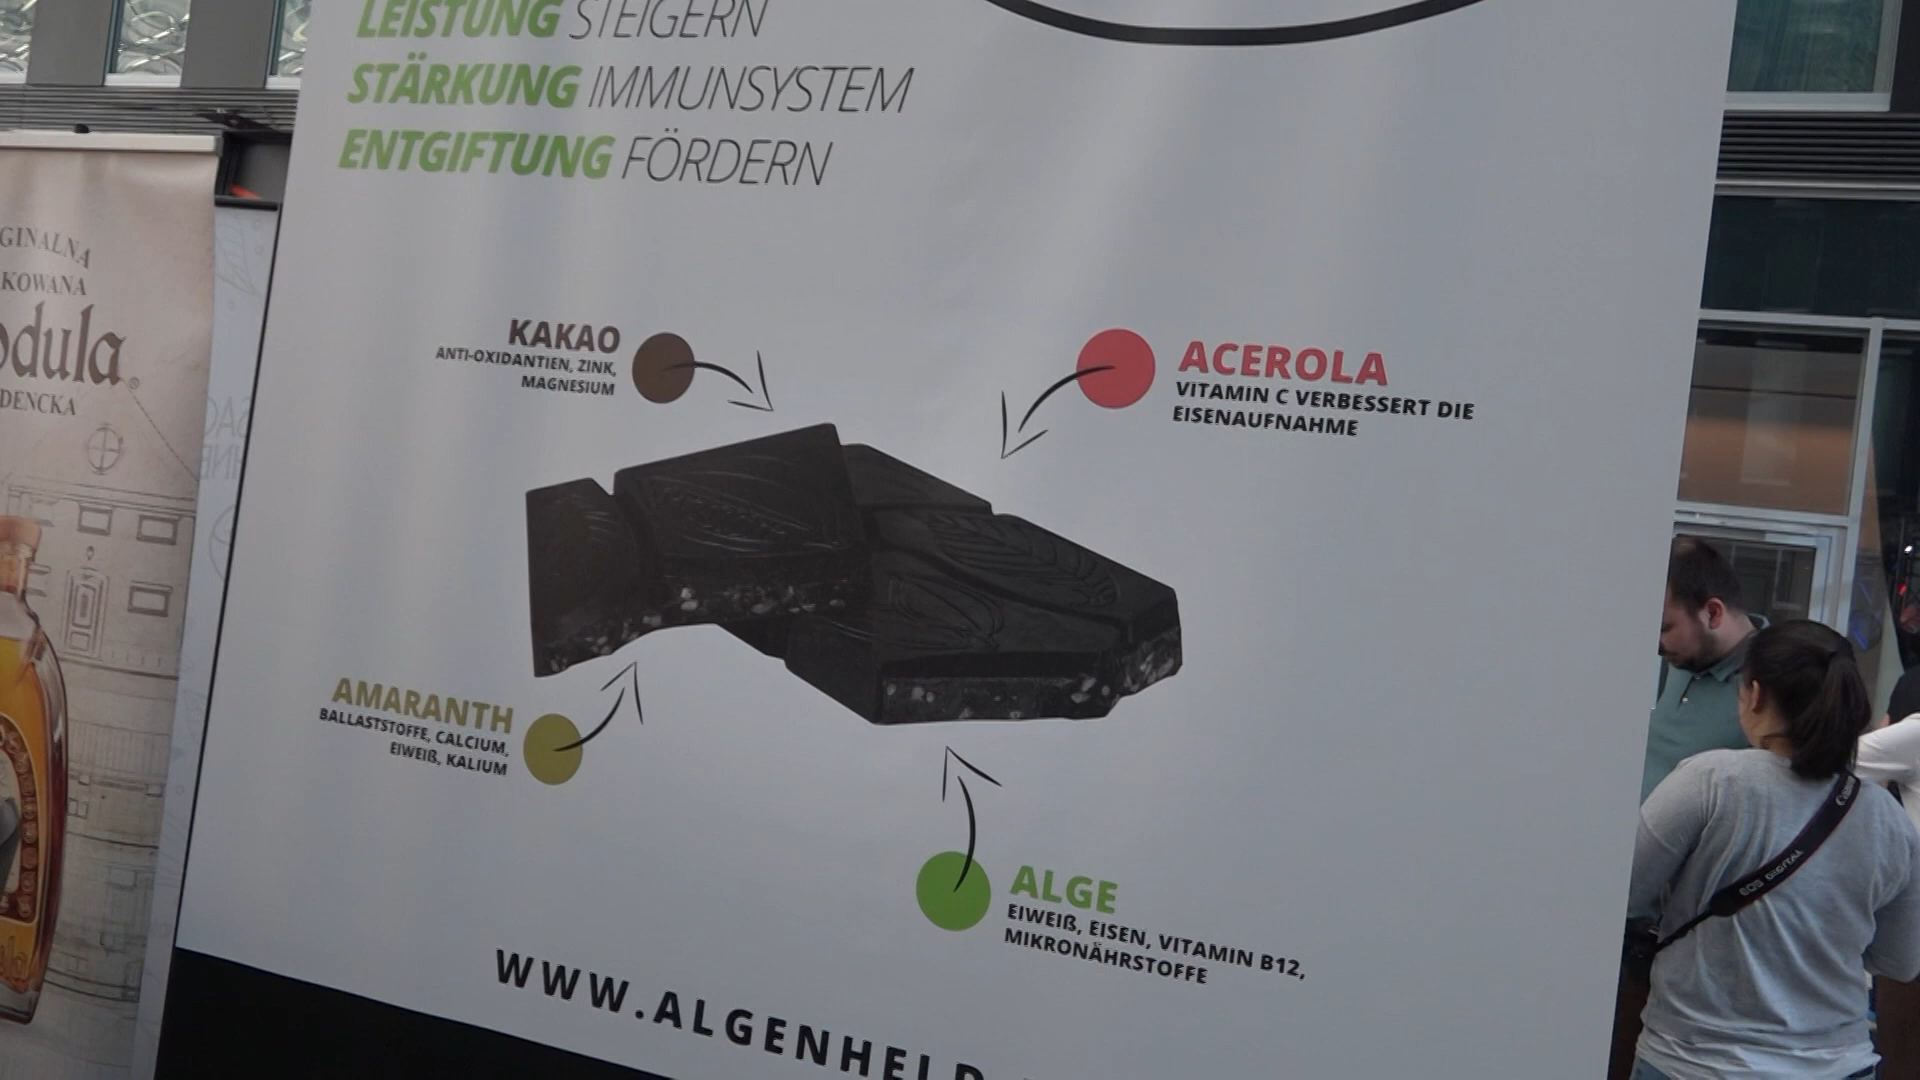 LEISTUNG STEIGERN
STÄRKUNG IMMUNSYSTEM
ENTGIFTUNG FÖRDERN
KAKAO
ANTI-OXIDANTIEN, ZINK,
MAGNESIUM
ACEROLA
VITAMIN C VERBESSERT DIE
EISENAUFNAHME
AMARANTH
BALLASTSTOFFE, CALCIUM,
EIWEIß, KALIUM
ALGE
EIWEIß, EISEN, VITAMIN B12,
MIKRONÄHRSTOFFE
WWW.ALGENHELD
GINALNA
KOWANA
odula®
DENCKA
Canon
EOS DIGITAL